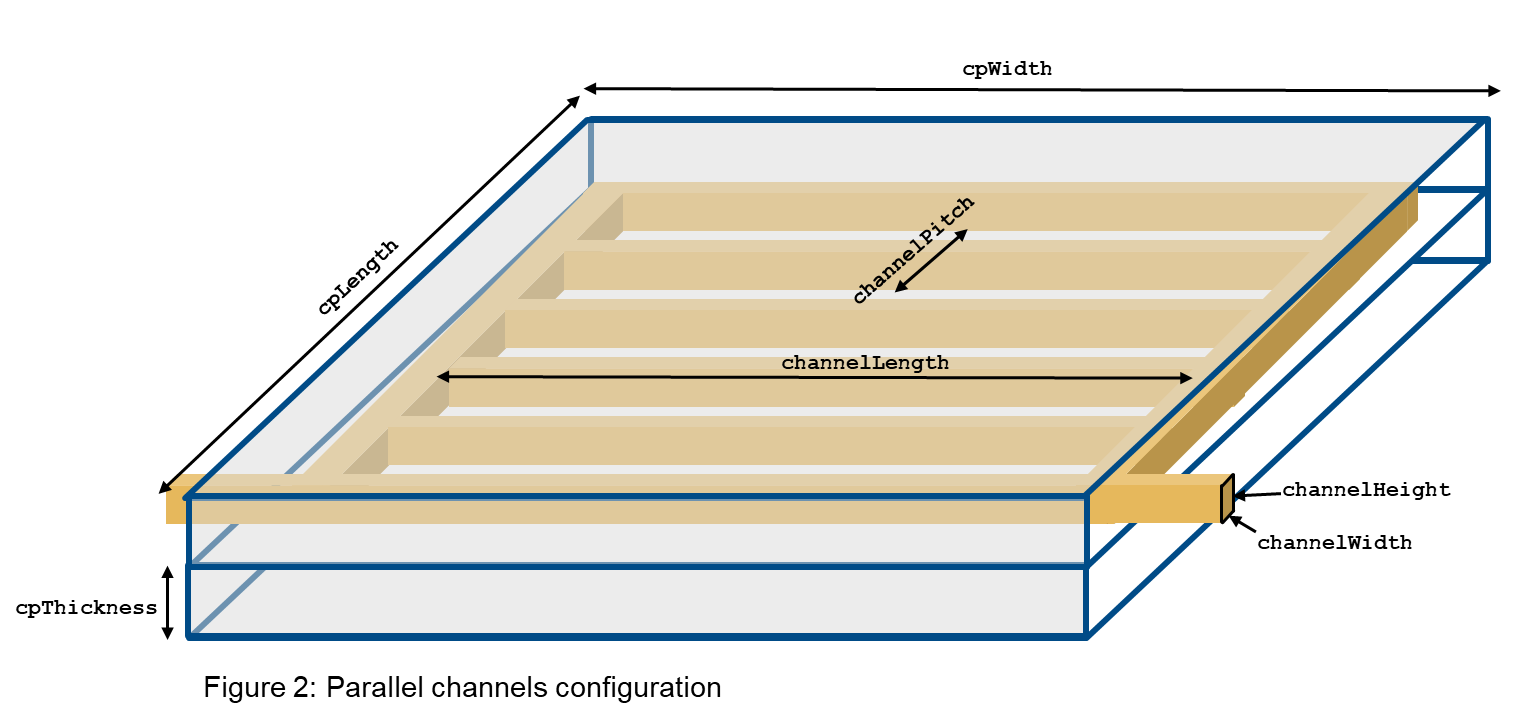 cpWidth
channelPitch
cpLength
channelLength
channelHeight
channelWidth
cpThickness
Figure 2: Parallel channels configuration